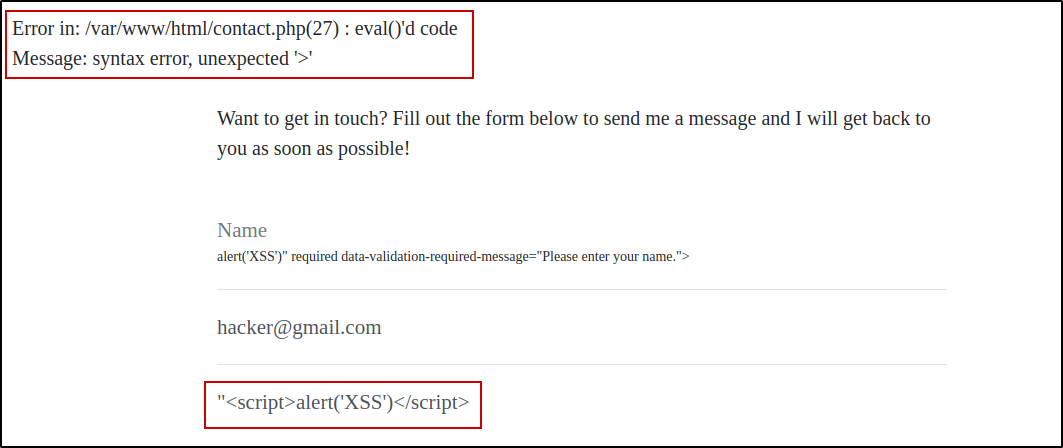 Error in: /var/www/html/contact.php(27) : eval()'d code
Message: syntax error, unexpected '>'
Want to get in touch? Fill out the form below to send me a message and I will get back to
you as soon as possible!
Name
alert('XSS')" required data-validation-required-message="Please enter your name.">
hacker@gmail.com
"<script>alert('XSS')</script>